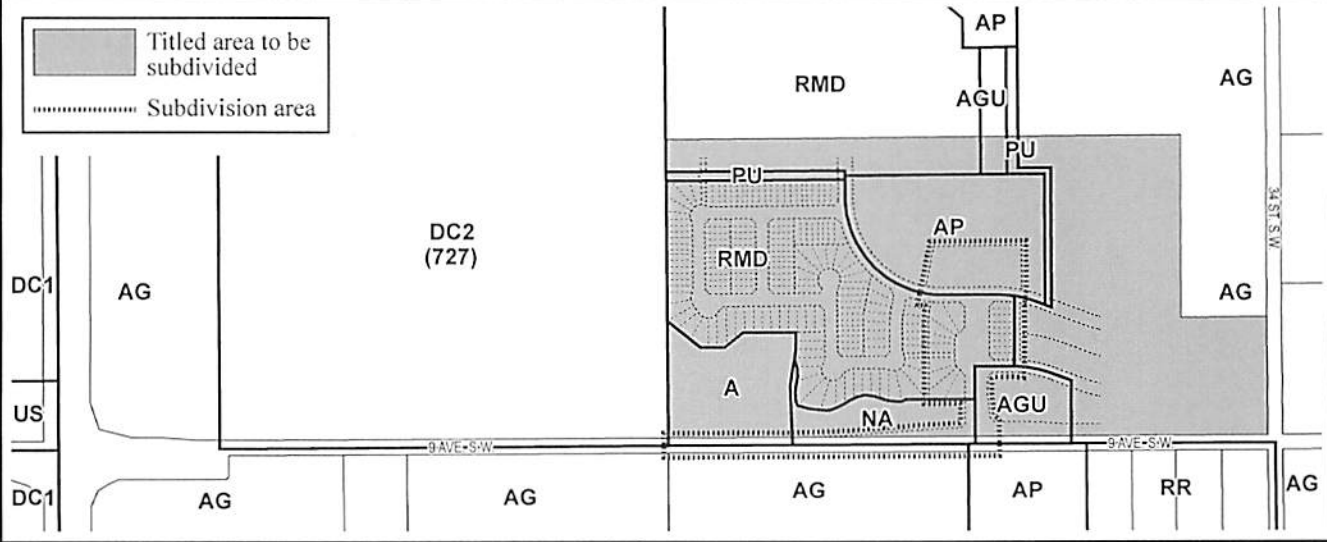 Titled area to be
subdivided
Subdivision area
AP
RMD
AG
AGU
PU
PU
34 ST. S.W
DC2
(727)
AP
RMD
DC1
AG
AG
A
AGU
US
NA
9 AVE-S-W
9 AVE-S-W
DC1
AG
AG
AG
AP
RR
AG